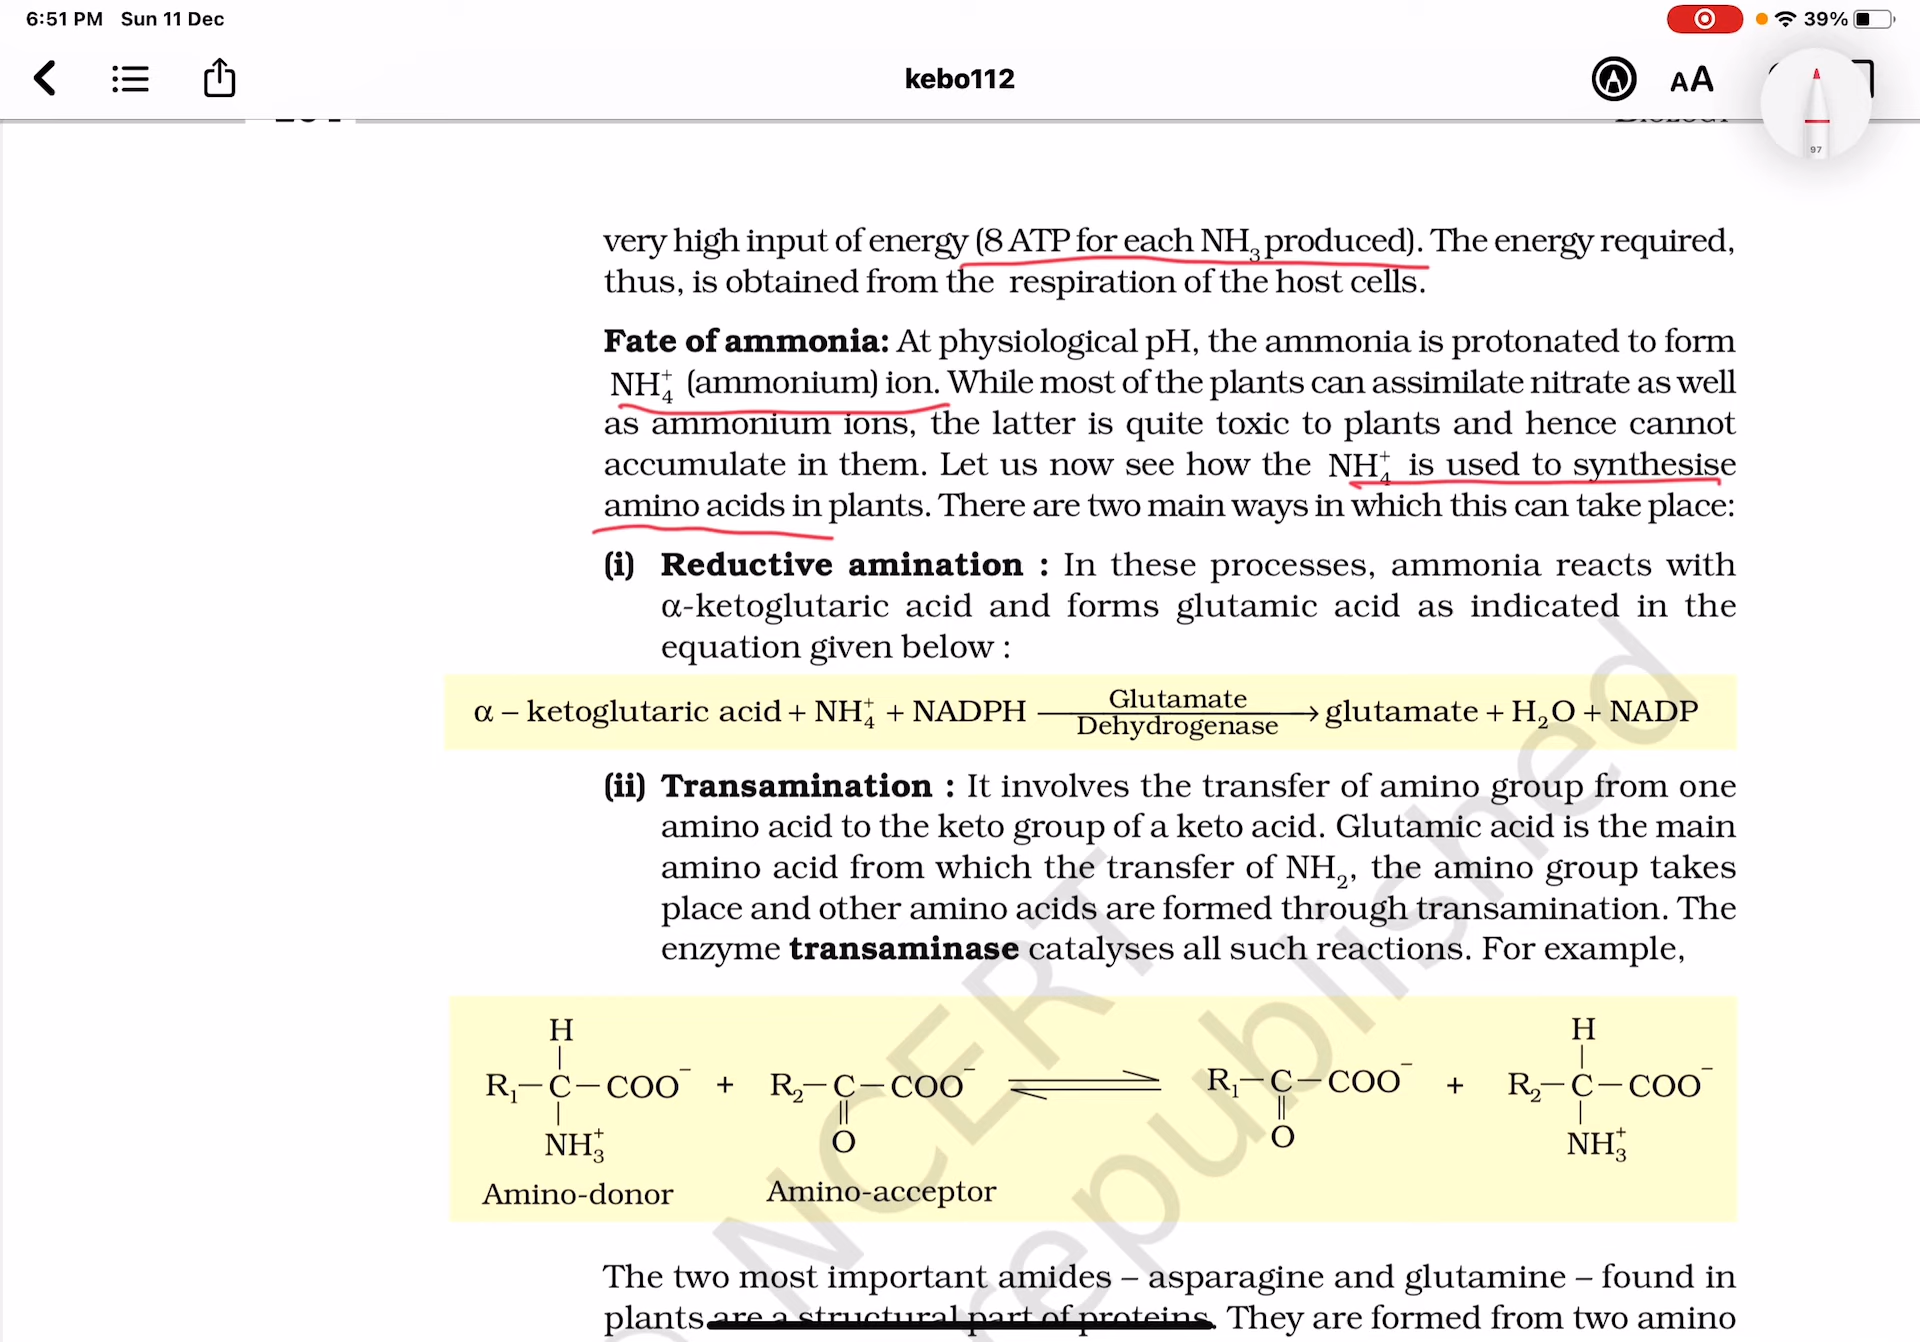 6:51 PM Sun 11 Dec
39%
kebo112
AA
97
very high input of energy (8 ATP for each NH₃ produced). The energy required,
thus, is obtained from the respiration of the host cells.
Fate of ammonia: At physiological pH, the ammonia is protonated to form
NH₄⁺ (ammonium) ion. While most of the plants can assimilate nitrate as well
as ammonium ions, the latter is quite toxic to plants and hence cannot
accumulate in them. Let us now see how the NH₄⁺ is used to synthesise
amino acids in plants. There are two main ways in which this can take place:
(i) Reductive amination : In these processes, ammonia reacts with
α-ketoglutaric acid and forms glutamic acid as indicated in the
equation given below :
Glutamate
α – ketoglutaric acid + NH₄⁺ + NADPH ⟶ glutamate + H₂O + NADP
Dehydrogenase
(ii) Transamination : It involves the transfer of amino group from one
amino acid to the keto group of a keto acid. Glutamic acid is the main
amino acid from which the transfer of NH₂, the amino group takes
place and other amino acids are formed through transamination. The
enzyme transaminase catalyses all such reactions. For example,
H H
R₁–C–COO⁻ + R₂–C–COO⁻ ⇌ R₁–C–COO⁻ + R₂–C–COO⁻
NH₃⁺ O O NH₃⁺
Amino-donor Amino-acceptor
The two most important amides – asparagine and glutamine – found in
plants are a structural part of proteins. They are formed from two amino
NCERT
republished